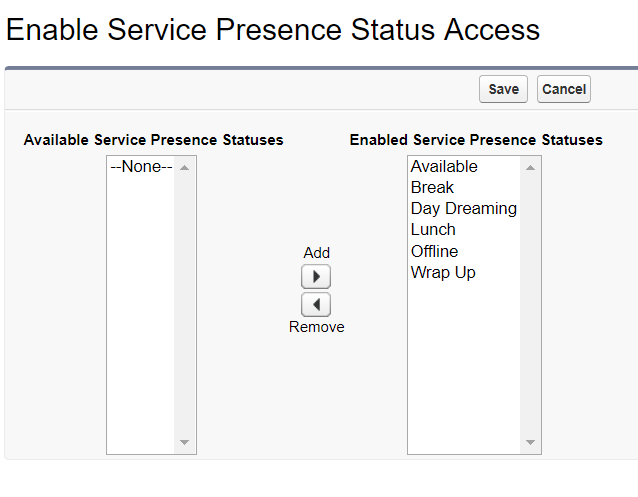 Enable Service Presence Status Access
Save Cancel
Available Service Presence Statuses
Enabled Service Presence Statuses
--None--
Available
Break
Day Dreaming
Lunch
Offline
Wrap Up
Add
Remove